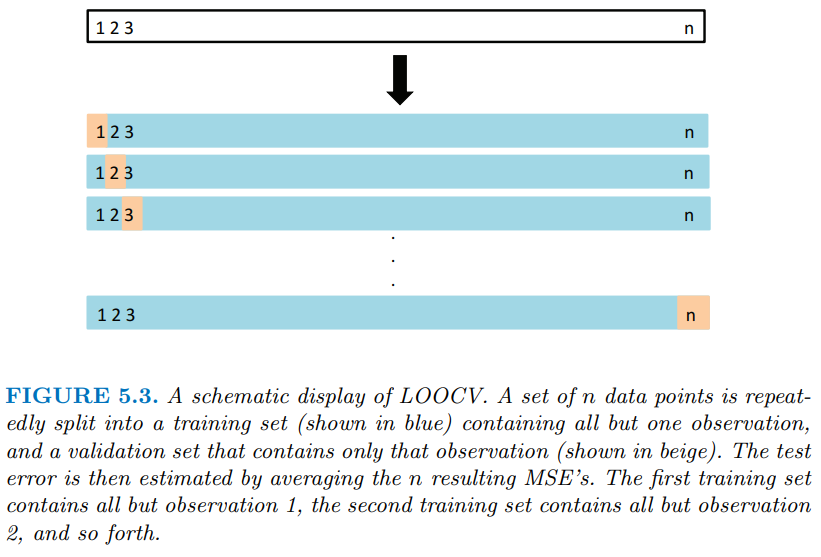 1 2 3 n
1 2 3 n
1 2 3 n
1 2 3 n
1 2 3 n
FIGURE 5.3. A schematic display of LOOCV. A set of n data points is repeat-
edly split into a training set (shown in blue) containing all but one observation,
and a validation set that contains only that observation (shown in beige). The test
error is then estimated by averaging the n resulting MSE's. The first training set
contains all but observation 1, the second training set contains all but observation
2, and so forth.